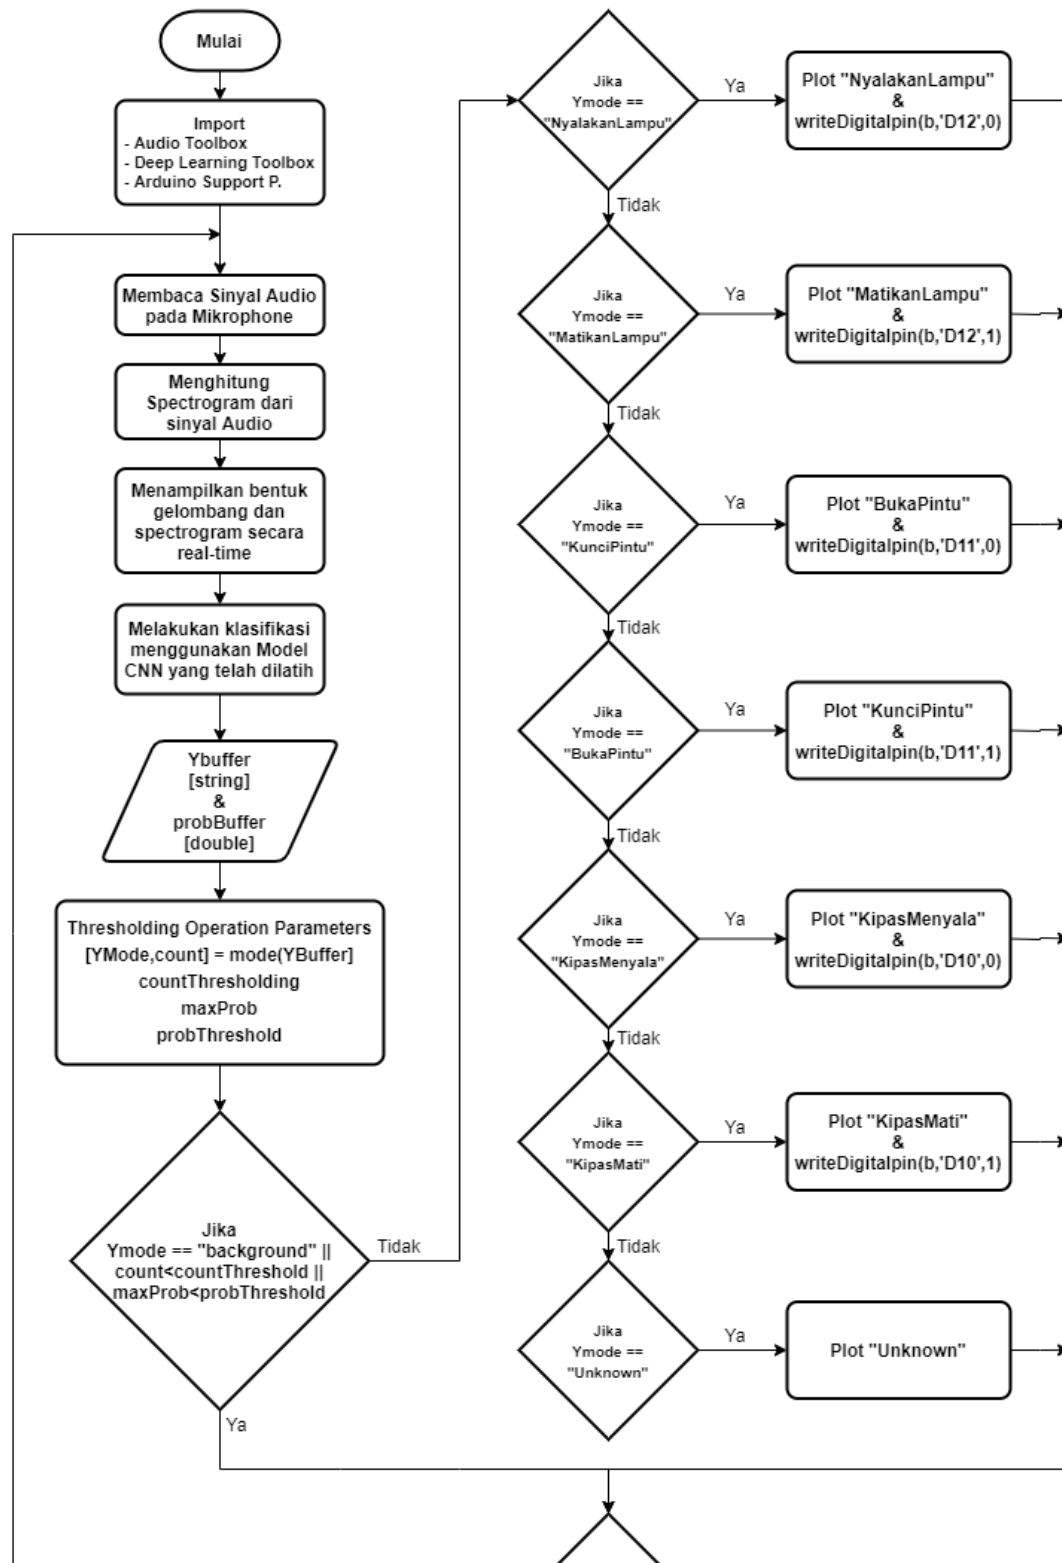 Mulai
Import
- Audio Toolbox
- Deep Learning Toolbox
- Arduino Support P.
Membaca Sinyal Audio
pada Mikrophone
Menghitung
Spectrogram dari
sinyal Audio
Menampilkan bentuk
gelombang dan
spectrogram secara
real-time
Melakukan klasifikasi
menggunakan Model
CNN yang telah dilatih
Ybuffer
[string]
&
probBuffer
[double]
Thresholding Operation Parameters
[YMode,count] = mode(YBuffer]
countThresholding
maxProb
probThreshold
Jika
Ymode == "background" ||
count<countThreshold ||
maxProb<probThreshold
Tidak
Ya
Jika
Ymode ==
"NyalakanLampu"
Ya
Plot "NyalakanLampu"
&
writeDigitalpin(b,'D12',0)
Tidak
Jika
Ymode ==
"MatikanLampu"
Ya
Plot "MatikanLampu"
&
writeDigitalpin(b,'D12',1)
Tidak
Jika
Ymode ==
"KunciPintu"
Ya
Plot "BukaPintu"
&
writeDigitalpin(b,'D11',0)
Tidak
Jika
Ymode ==
"BukaPintu"
Ya
Plot "KunciPintu"
&
writeDigitalpin(b,'D11',1)
Tidak
Jika
Ymode ==
"KipasMenyala"
Ya
Plot "KipasMenyala"
&
writeDigitalpin(b,'D10',0)
Tidak
Jika
Ymode ==
"KipasMati"
Ya
Plot "KipasMati"
&
writeDigitalpin(b,'D10',1)
Tidak
Jika
Ymode ==
"Unknown"
Ya
Plot "Unknown"